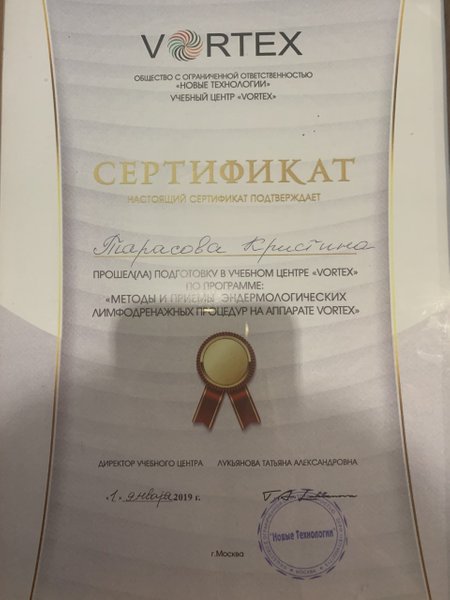 VORTEX
ОБЩЕСТВО С ОГРАНИЧЕННОЙ ОТВЕТСТВЕННОСТЬЮ
«НОВЫЕ ТЕХНОЛОГИИ»
УЧЕБНЫЙ ЦЕНТР «VORTEX»
СЕРТИФИКАТ
НАСТОЯЩИЙ СЕРТИФИКАТ ПОДТВЕРЖДАЕТ
Тарасова Кристина
ПРОШЕЛ(ЛА) ПОДГОТОВКУ В УЧЕБНОМ ЦЕНТРЕ «VORTEX»
ПО ПРОГРАММЕ:
«МЕТОДЫ И ПРИЕМЫ ЭНДЕРМОЛОГИЧЕСКИХ
ЛИМФОДРЕНАЖНЫХ ПРОЦЕДУР НА АППАРАТЕ VORTEX»
ДИРЕКТОР УЧЕБНОГО ЦЕНТРА ЛУКЬЯНОВА ТАТЬЯНА АЛЕКСАНДРОВНА
«1» января 2019 г.
"Новые Технологии"
МОСКВА
г.Москва